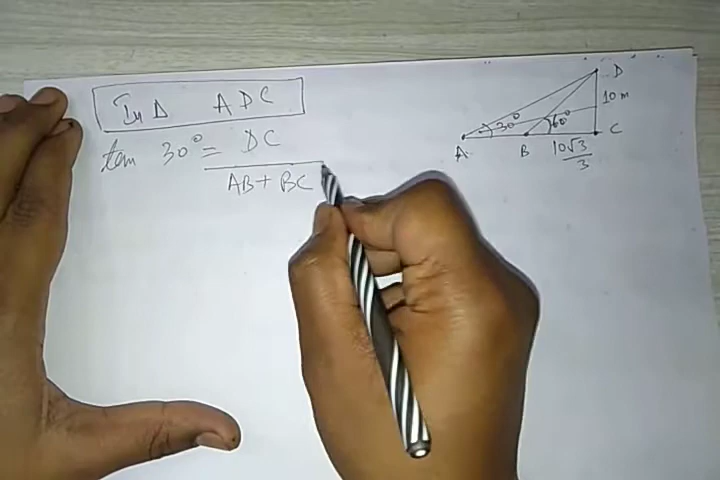 In Δ ADC
tan 30° = DC
AB + BC
D
10 m
30°
60°
A
B
C
10√3
3